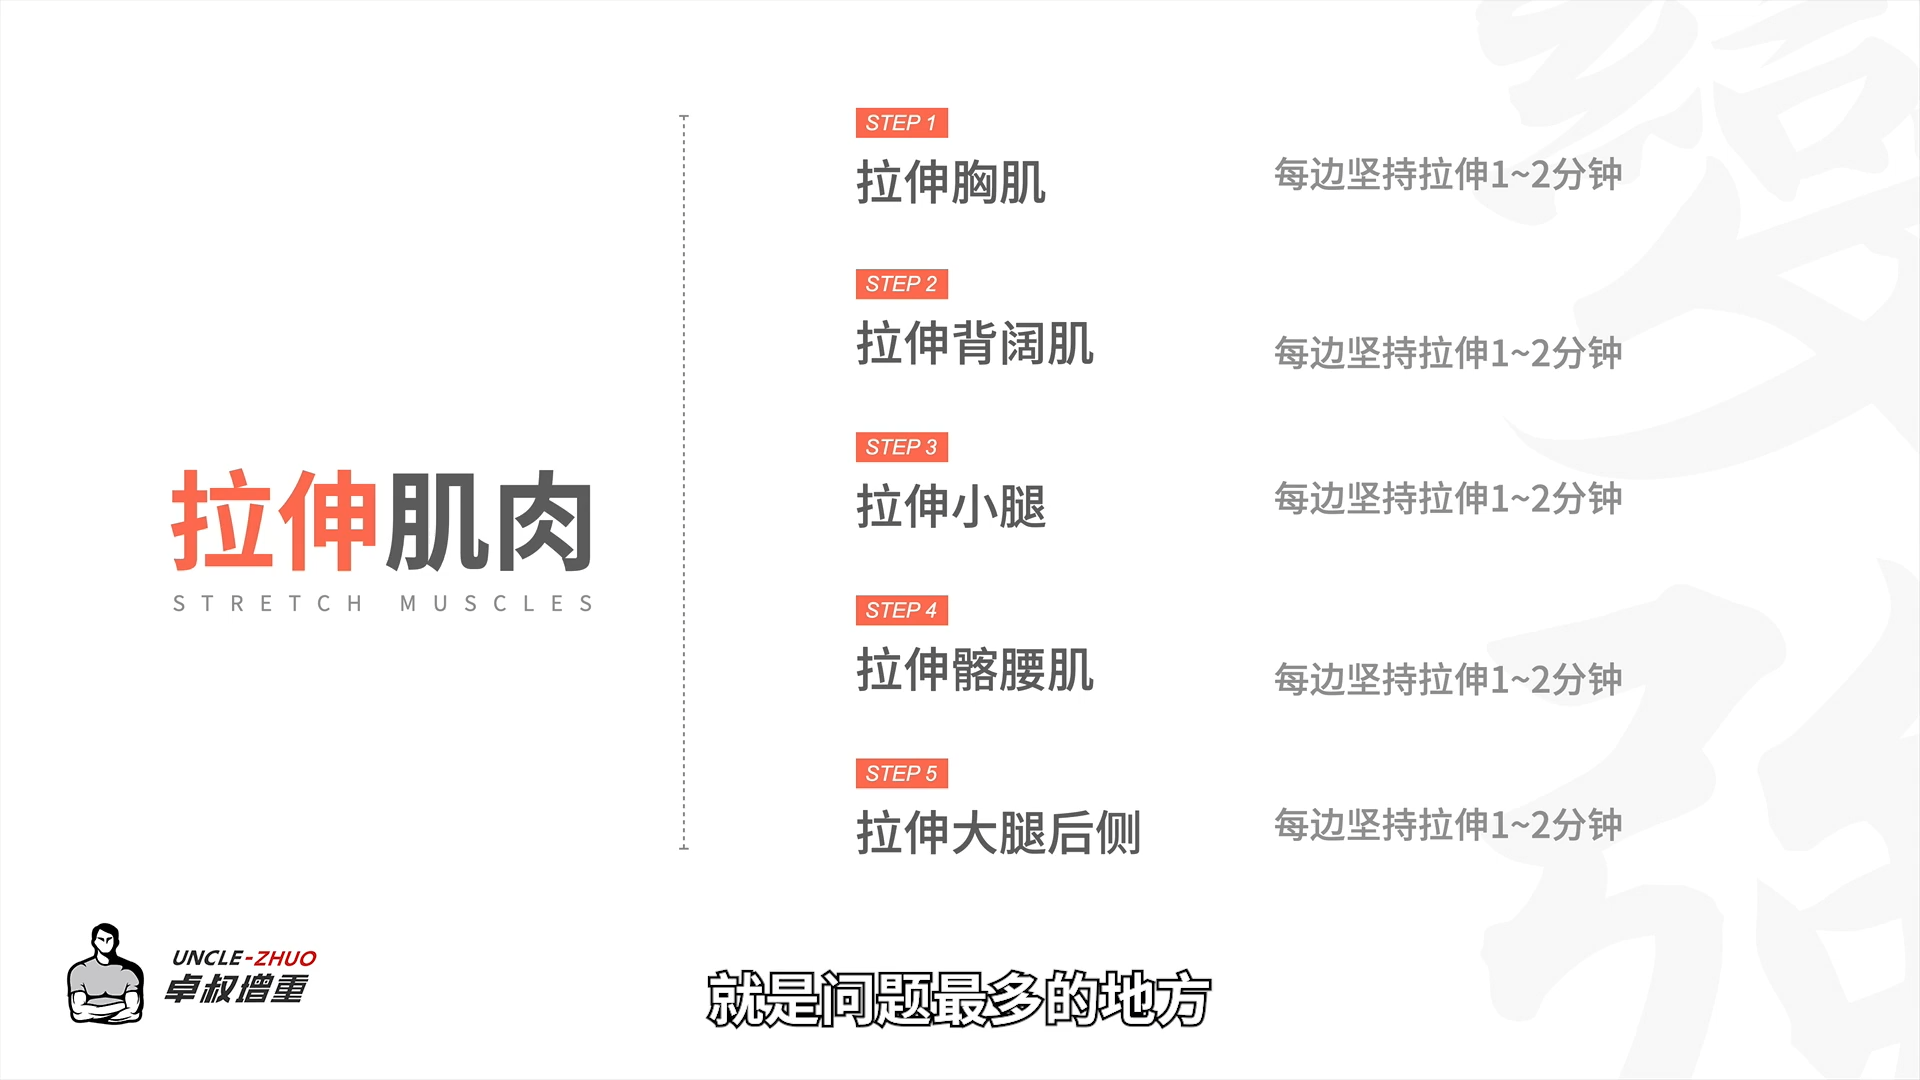 拉伸肌肉
STRETCH MUSCLES
STEP 1
拉伸胸肌
每边坚持拉伸1~2分钟
STEP 2
拉伸背阔肌
每边坚持拉伸1~2分钟
STEP 3
拉伸小腿
每边坚持拉伸1~2分钟
STEP 4
拉伸髂腰肌
每边坚持拉伸1~2分钟
STEP 5
拉伸大腿后侧
每边坚持拉伸1~2分钟
UNCLE-ZHUO
卓叔增重
就是问题最多的地方